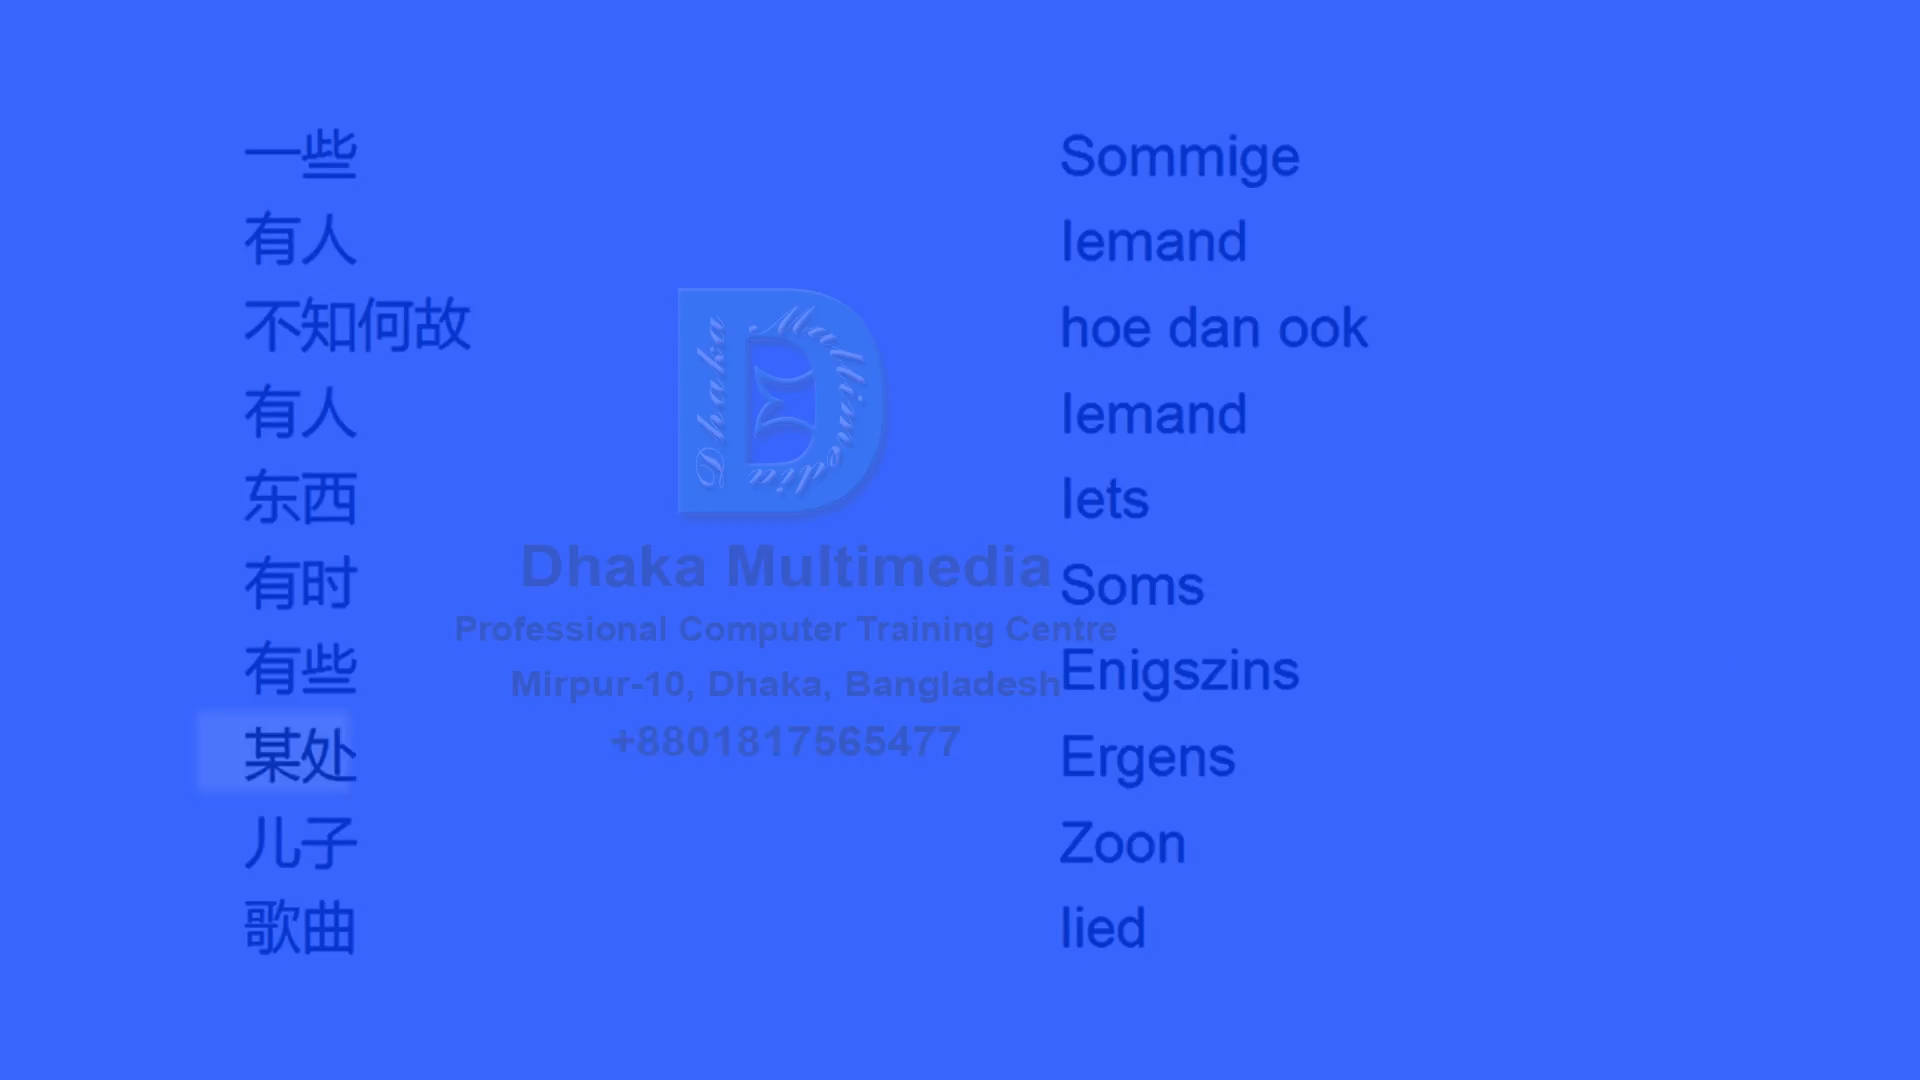 一些 Sommige
有人 Iemand
不知何故 hoe dan ook
有人 Iemand
东西 Iets
有时 Soms
有些 Enigszins
某处 Ergens
儿子 Zoon
歌曲 lied
Dhaka Multimedia
Dhaka Multimedia
Professional Computer Training Centre
Mirpur-10, Dhaka, Bangladesh
+8801817565477